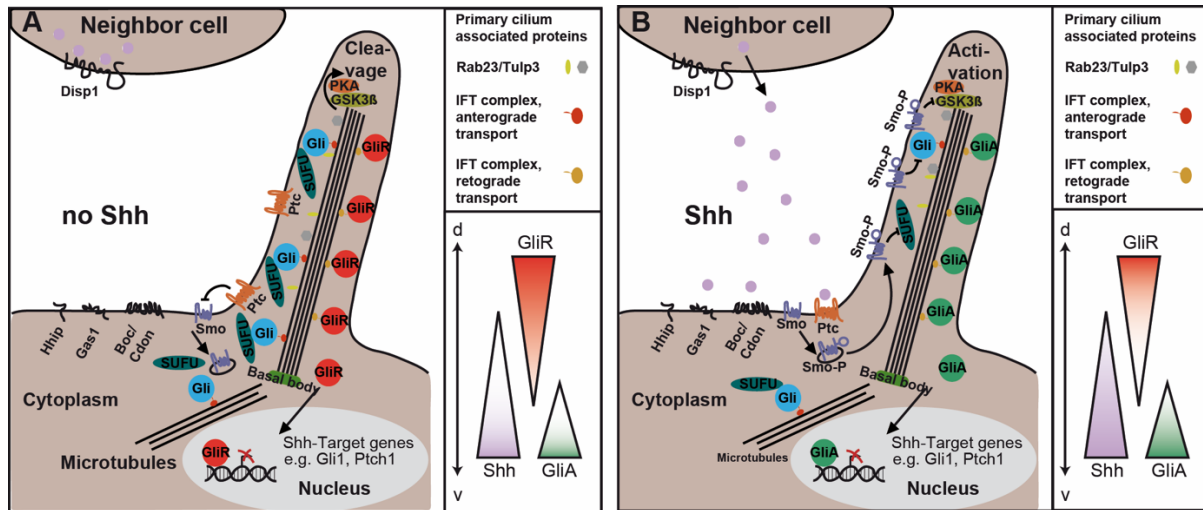 A
Neighbor cell
Disp1
Clea-
vage
PKA
GSK3ß
Gli
GliR
SUFU
Ptc
GliR
no Shh
Gli
GliR
SUFU
Ptc
Smo
Gli
GliR
SUFU
Hhip
Gas1
Boc/
Cdon
SUFU
Gli
Basal body
GliR
Cytoplasm
Microtubules
GliR
Shh-Target genes
e.g. Gli1, Ptch1
Nucleus
Primary cilium
associated proteins
Rab23/Tulp3
IFT complex,
anterograde
transport
IFT complex,
retograde
transport
d
GliR
Shh
GliA
v
B
Neighbor cell
Disp1
Acti-
vation
PKA
GSK3ß
Smo-P
Gli
GliA
Smo-P
GliA
Shh
Smo-P
SUFU
GliA
GliA
Hhip
Gas1
Boc/
Cdon
Smo
Ptc
Smo-P
SUFU
Gli
Basal body
GliA
Cytoplasm
Microtubules
GliA
Shh-Target genes
e.g. Gli1, Ptch1
Nucleus
Primary cilium
associated proteins
Rab23/Tulp3
IFT complex,
anterograde
transport
IFT complex,
retograde
transport
d
GliR
Shh
GliA
v